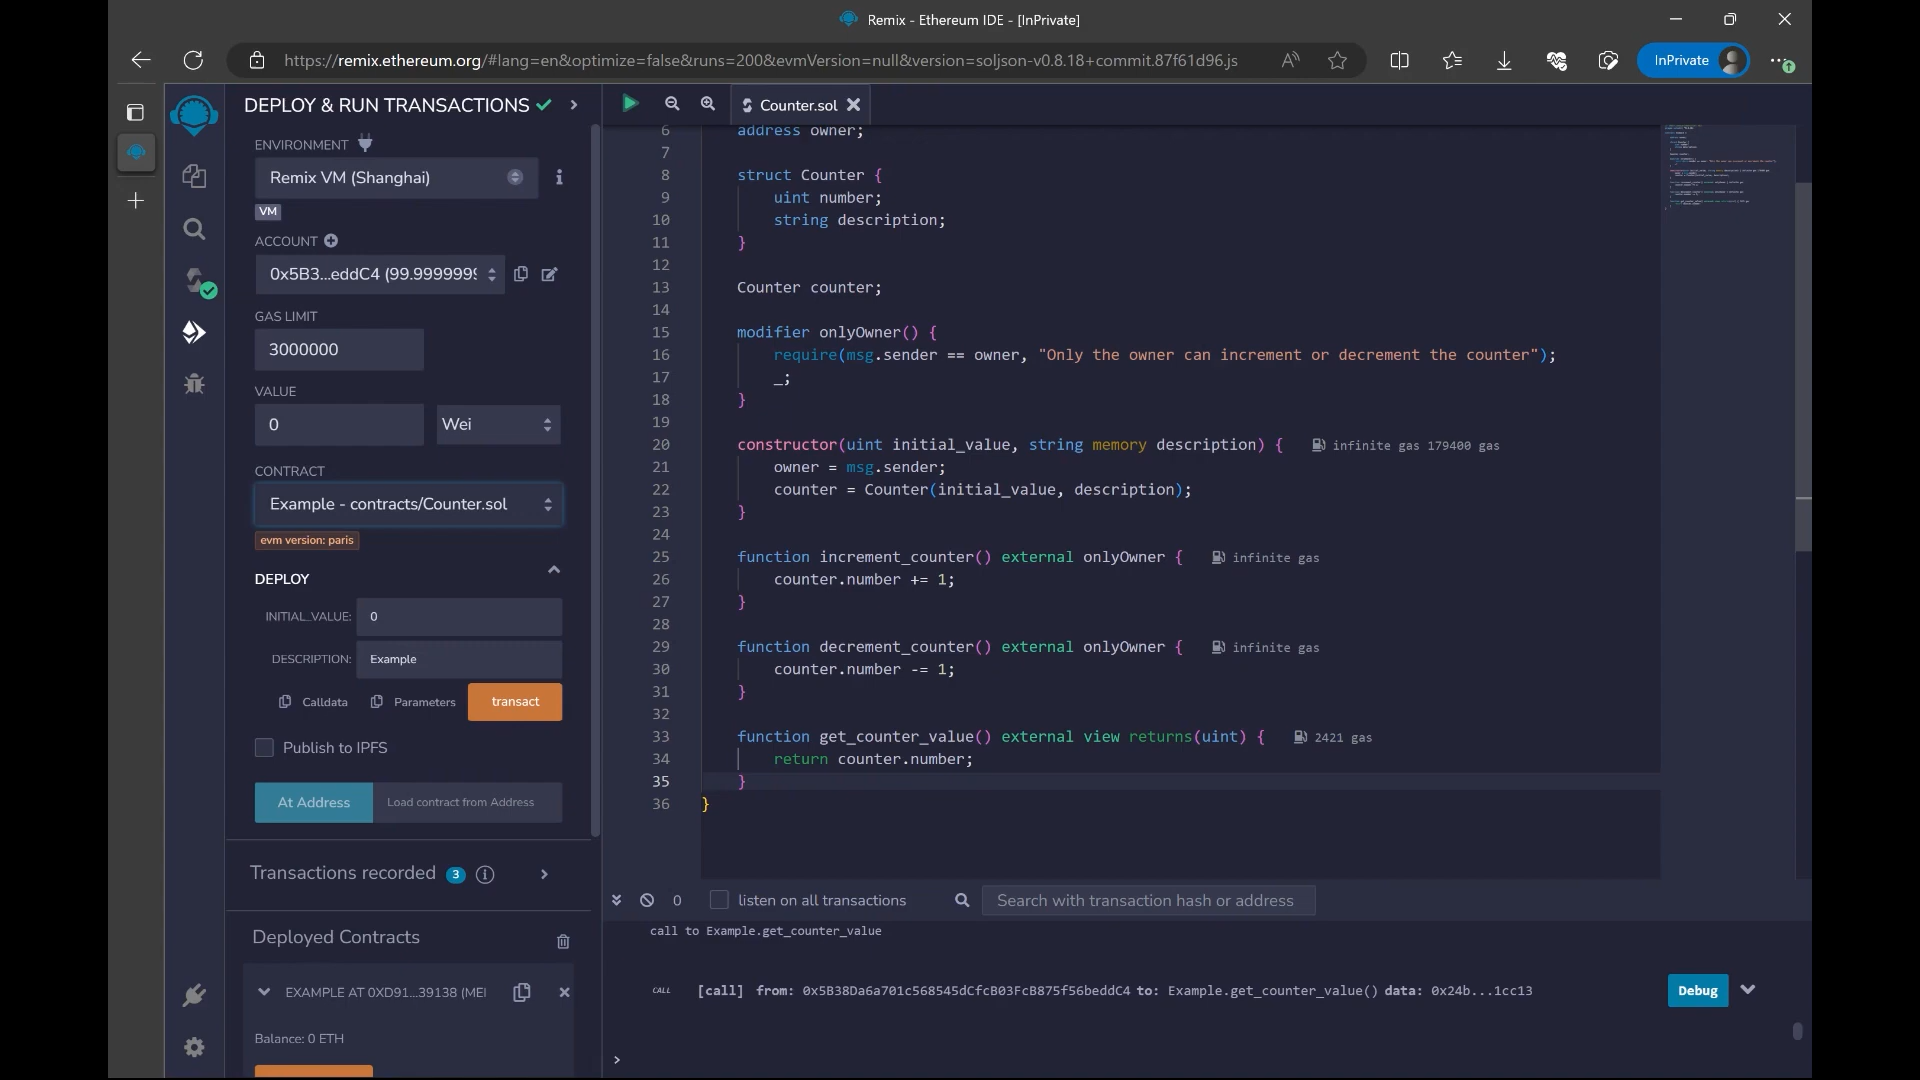 Remix - Ethereum IDE - [InPrivate]
https://remix.ethereum.org/#lang=en&optimize=false&runs=200&evmVersion=null&version=soljson-v0.8.18+commit.87f61d96.js
InPrivate
DEPLOY & RUN TRANSACTIONS
ENVIRONMENT
Remix VM (Shanghai)
VM
ACCOUNT
0x5B3...eddC4 (99.9999999
GAS LIMIT
3000000
VALUE
0
Wei
CONTRACT
Example - contracts/Counter.sol
evm version: paris
DEPLOY
INITIAL_VALUE: 0
DESCRIPTION: Example
Calldata Parameters transact
Publish to IPFS
At Address Load contract from Address
Transactions recorded 3
Deployed Contracts
EXAMPLE AT 0XD91...39138 (ME
Balance: 0 ETH
Counter.sol
6 address owner;
7
8 struct Counter {
9 uint number;
10 string description;
11 }
12
13 Counter counter;
14
15 modifier onlyOwner() {
16 require(msg.sender == owner, "Only the owner can increment or decrement the counter");
17 _;
18 }
19
20 constructor(uint initial_value, string memory description) { infinite gas 179400 gas
21 owner = msg.sender;
22 counter = Counter(initial_value, description);
23 }
24
25 function increment_counter() external onlyOwner { infinite gas
26 counter.number += 1;
27 }
28
29 function decrement_counter() external onlyOwner { infinite gas
30 counter.number -= 1;
31 }
32
33 function get_counter_value() external view returns(uint) { 2421 gas
34 return counter.number;
35 }
36 }
0 listen on all transactions Search with transaction hash or address
call to Example.get_counter_value
CALL [call] from: 0x5B38Da6a701c568545dCfcB03FcB875f56beddC4 to: Example.get_counter_value() data: 0x24b...1cc13 Debug
>